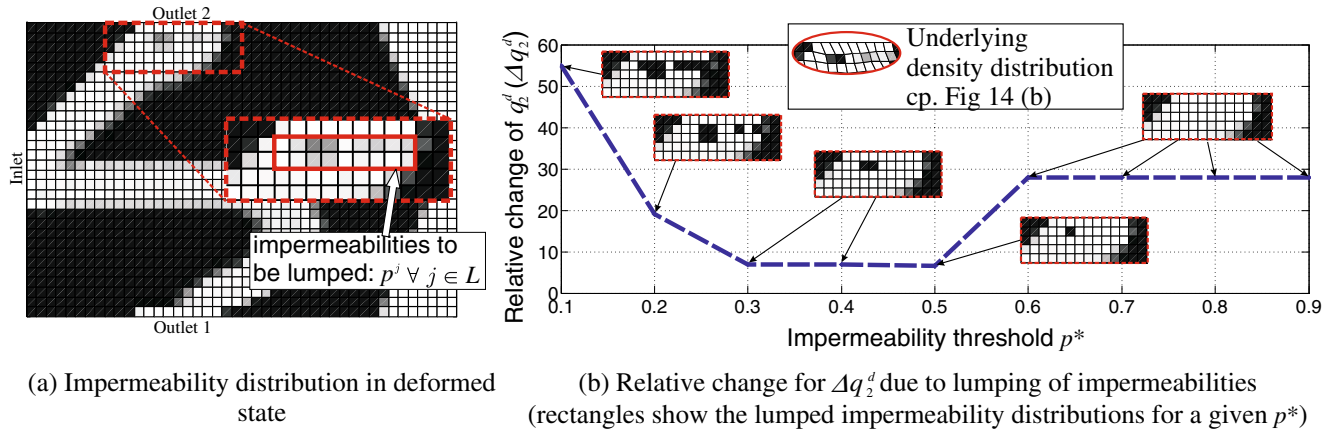 Outlet 2
Inlet
impermeabilities to
be lumped: p^j ∀ j ∈ L
Outlet 1
(a) Impermeability distribution in deformed
state
Relative change of q_2^d (Δq_2^d)
60
50
40
30
20
10
0
0.1 0.2 0.3 0.4 0.5 0.6 0.7 0.8 0.9
Impermeability threshold p*
Underlying
density distribution
cp. Fig 14 (b)
(b) Relative change for Δq_2^d due to lumping of impermeabilities
(rectangles show the lumped impermeability distributions for a given p*)